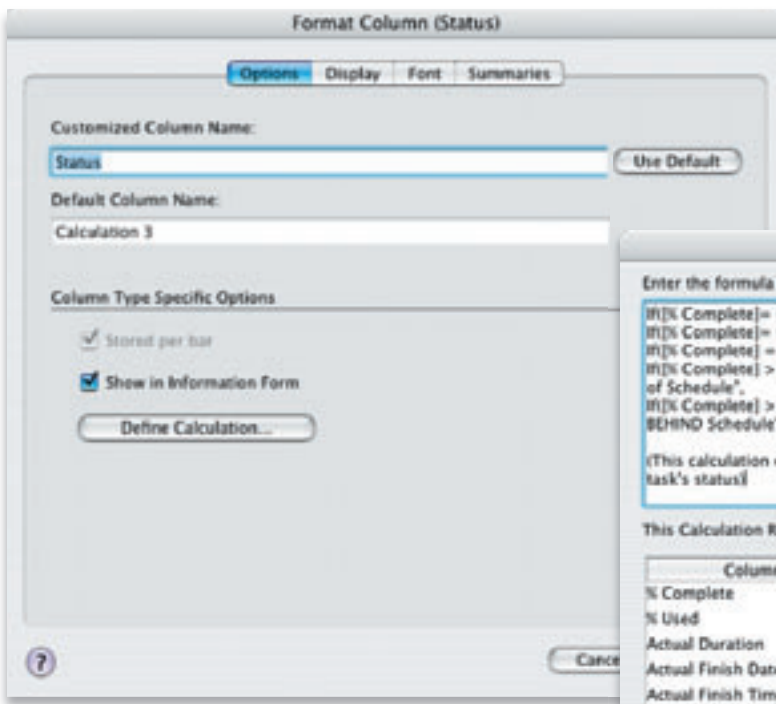 Format Column (Status)
Options Display Font Summaries
Customized Column Name:
Status
Use Default
Default Column Name:
Calculation 3
Column Type Specific Options
Stored per bar
Show in Information Form
Define Calculation...
?
Cance
Enter the formula
If([% Complete]=
If([% Complete]=
If([% Complete] =
If([% Complete] >
of Schedule",
If([% Complete] >
BEHIND Schedule"
(This calculation
task's status)
This Calculation R
Column
% Complete
% Used
Actual Duration
Actual Finish Date
Actual Finish Tim